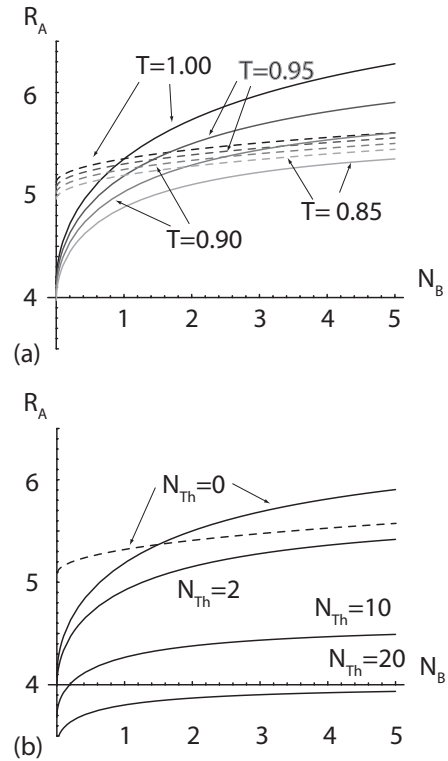 R_A
T=1.00
T=0.95
6
5
T=0.90
T= 0.85
N_B
4
1 2 3 4 5
(a)
R_A
6
N_Th=0
5
N_Th=2
N_Th=10
N_Th=20
N_B
4
1 2 3 4 5
(b)